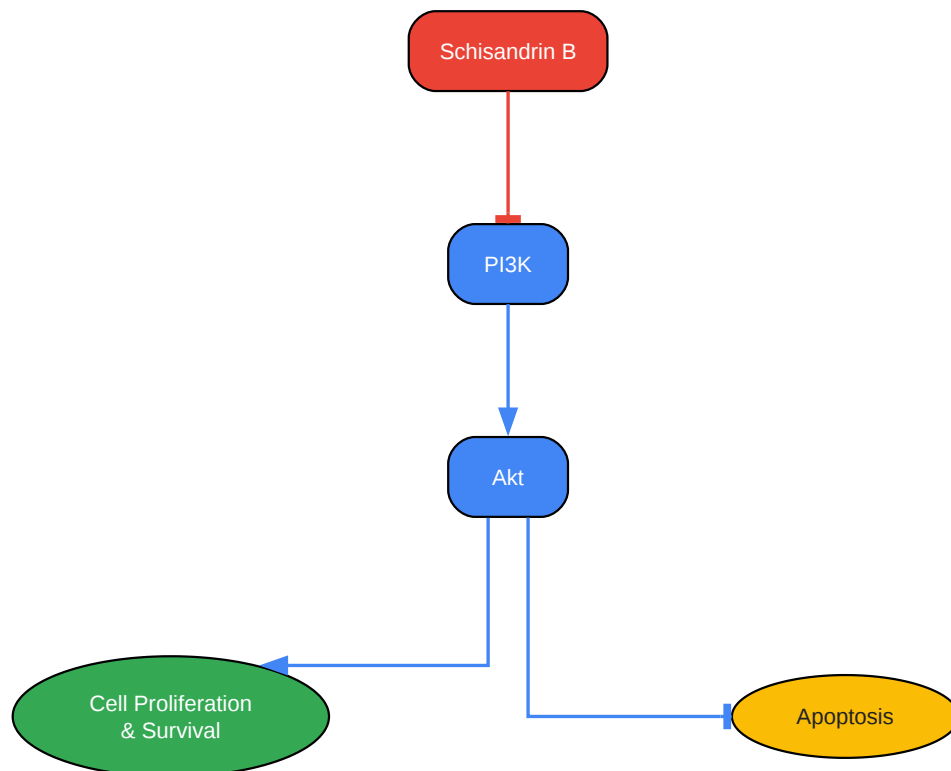 Schisandrin B
PI3K
Akt
Cell Proliferation
& Survival
Apoptosis